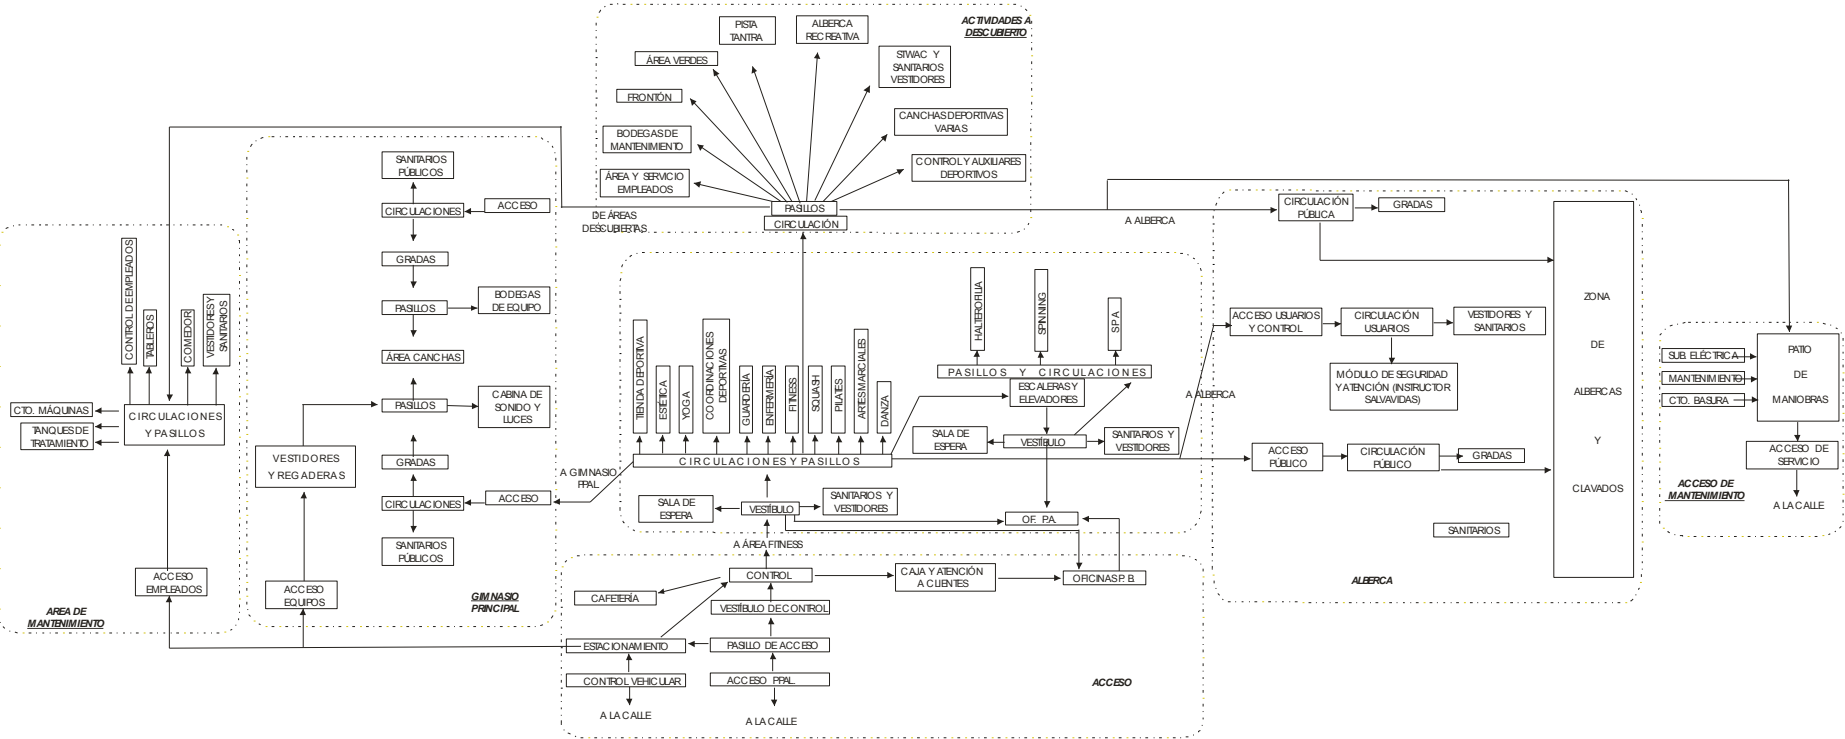 ACTIVIDADES A
DESCUBIERTO
PISTA
TANTRA
ALBERCA
RECREATIVA
ÁREA VERDES
STWAC Y
SANITARIOS
VESTIDORES
FRONTÓN
CANCHAS DEPORTIVAS
VARIAS
BODEGAS DE
MANTENIMIENTO
CONTROL Y AUXILIARES
DEPORTIVOS
ÁREA Y SERVICIO
EMPLEADOS
PASILLOS
CIRCULACIÓN
DE ÁREAS
DESCUBIERTAS
A ALBERCA
CONTROL DE EMPLEADOS
TABLEROS
COMEDOR
VESTIDORES Y
SANITARIOS
CTO. MÁQUINAS
TANQUES DE
TRATAMIENTO
CIRCULACIONES
Y PASILLOS
ACCESO
EMPLEADOS
AREA DE
MANTENIMIENTO
SANITARIOS
PÚBLICOS
CIRCULACIONES
ACCESO
GRADAS
PASILLOS
BODEGAS
DE EQUIPO
ÁREA CANCHAS
PASILLOS
CABINA DE
SONIDO Y
LUCES
VESTIDORES
Y REGADERAS
GRADAS
CIRCULACIONES
ACCESO
SANITARIOS
PÚBLICOS
ACCESO
EQUIPOS
GIMNASIO
PRINCIPAL
A GIMNASIO
PPAL.
TIENDA DEPORTIVA
ESTÉTICA
YOGA
COORDINACIONES
DEPORTIVAS
GUARDERÍA
ENFERMERÍA
FITNESS
SQUASH
PILATES
ARTES MARCIALES
DANZA
HALTEROFILIA
SPINNING
SPA
PASILLOS Y CIRCULACIONES
ESCALERAS Y
ELEVADORES
SALA DE
ESPERA
VESTÍBULO
SANITARIOS Y
VESTIDORES
CIRCULACIONES Y PASILLOS
SALA DE
ESPERA
VESTÍBULO
SANITARIOS Y
VESTIDORES
OF. P.A.
A ALBERCA
A ÁREA FITNESS
CONTROL
CAJA Y ATENCIÓN
A CLIENTES
OFICINAS P. B.
CAFETERÍA
VESTÍBULO DE CONTROL
ESTACIONAMIENTO
PASILLO DE ACCESO
CONTROL VEHICULAR
ACCESO PPAL.
ACCESO
A LA CALLE
A LA CALLE
CIRCULACIÓN
PÚBLICA
GRADAS
ACCESO USUARIOS
Y CONTROL
CIRCULACIÓN
USUARIOS
VESTIDORES Y
SANITARIOS
MÓDULO DE SEGURIDAD
Y ATENCIÓN (INSTRUCTOR
SALVAVIDAS)
ACCESO
PÚBLICO
CIRCULACIÓN
PÚBLICO
GRADAS
SANITARIOS
ALBERCA
ZONA
DE
ALBERCAS
Y
CLAVADOS
SUB. ELÉCTRICA
MANTENIMIENTO
CTO. BASURA
PATIO
DE
MANIOBRAS
ACCESO DE
SERVICIO
ACCESO DE
MANTENIMIENTO
A LA CALLE